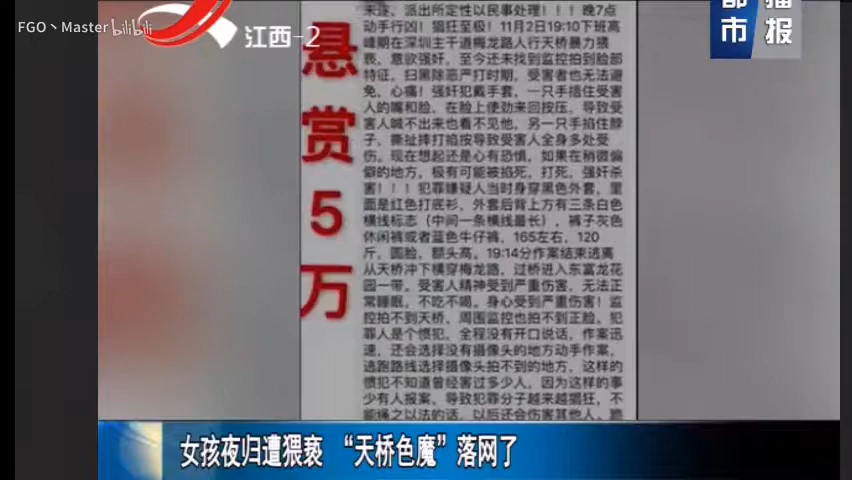 FGO丶Master bilibili
江西-2
都 播
市 报
悬
赏
5
万
未遂，派出所定性以民事处理！！！！晚7点
动手行凶！猖狂至极！11月2日19:10下班高
峰期在深圳主干道梅龙路人行天桥暴力猥
亵，意欲强奸，至今还未找到监控拍到脸部
特征，扫黑除恶严打时期，受害者也无法避
免，心痛！强奸犯戴手套，一只手捂住受害
人的嘴和脸，在脸上使劲来回按压，导致受
害人喊不出来也看不见他，另一只手掐住脖
子，撕扯摔打掐按导致受害人全身多处受
伤，现在想起还是心有恐惧，如果在稍微偏
僻的地方，极有可能被掐死，打死，强奸杀
害！！！犯罪嫌疑人当时身穿黑色外套，里
面是红色打底衫，外套后背上方有三条白色
横线标志（中间一条横线最长），裤子灰色
休闲裤或者蓝色牛仔裤，165左右，120
斤，圆脸，额头高，19:14分作案结束逃离
从天桥冲下横穿梅龙路，过桥进入东富龙花
园一带。受害人精神受到严重伤害，无法正
常睡眠，不吃不喝。身心受到严重伤害！监
控拍不到天桥，周围监控也拍不到正脸，犯
罪人是个惯犯，全程没有开口说话，作案迅
速，还会选择没有摄像头的地方动手作案，
逃跑路线选择摄像头拍不到的地方，这样的
惯犯不知道曾经害过多少人，因为这样的事
少有人报案，导致犯罪分子越来越猖狂，不
能绳之以法的话，以后还会伤害其他人，跪
女孩夜归遭猥亵 “天桥色魔”落网了